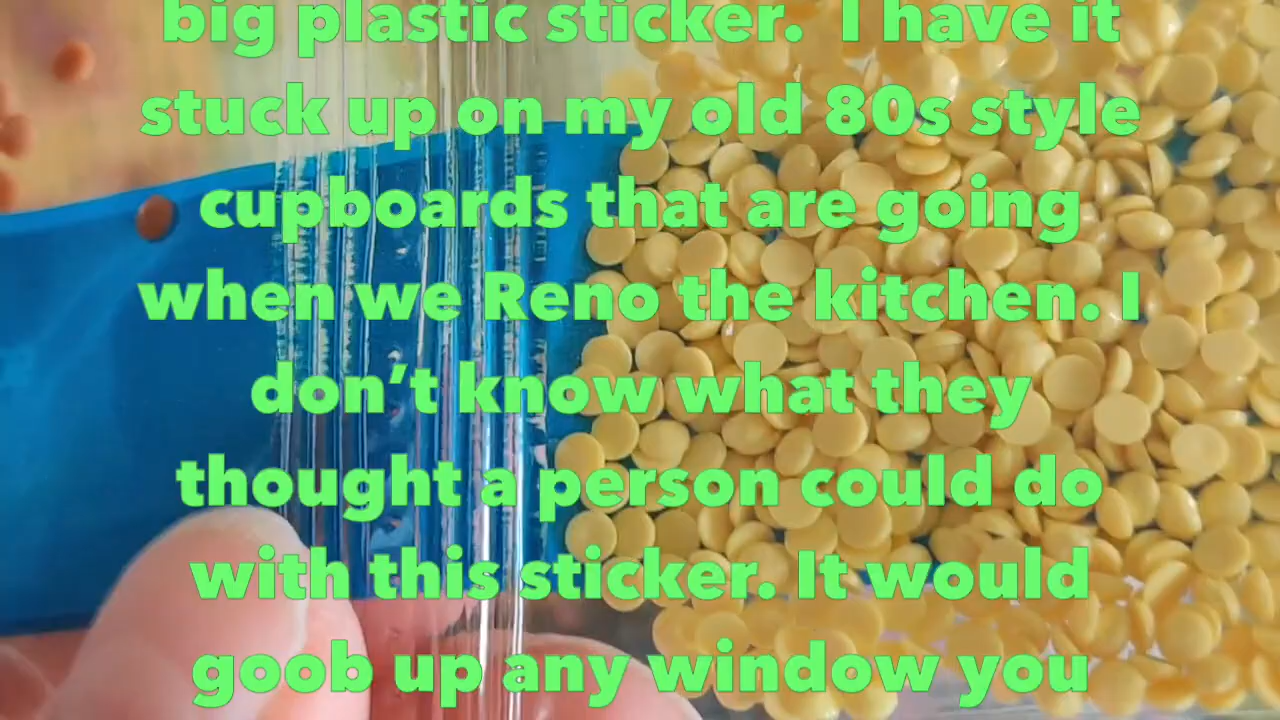 big plastic sticker. I have it
stuck up on my old 80s style
cupboards that are going
when we Reno the kitchen. I
don’t know what they
thought a person could do
with this sticker. It would
goob up any window you